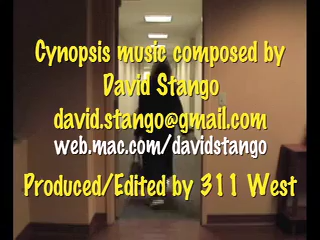 Cynopsis music composed by
David Stango
david.stango@gmail.com
web.mac.com/davidstango
Produced/Edited by 311 West